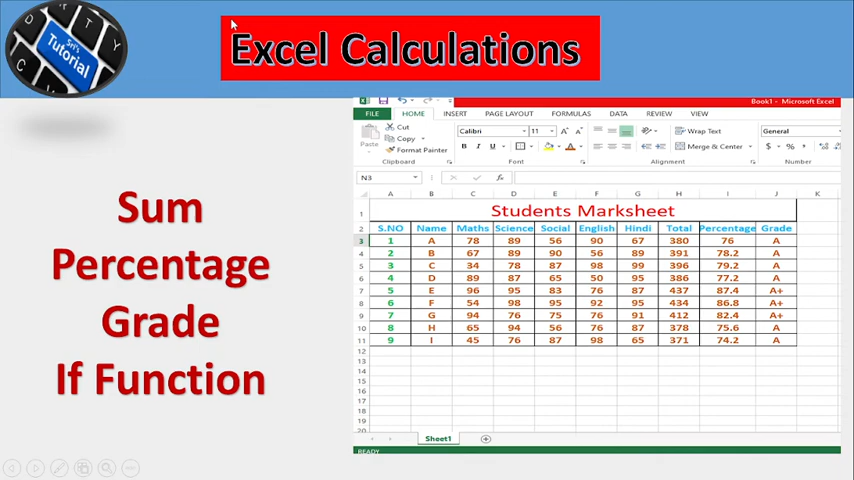 Sri's
Tutorial
Excel Calculations
Sum
Percentage
Grade
If Function
Book1 - Microsoft Excel
FILE HOME INSERT PAGE LAYOUT FORMULAS DATA REVIEW VIEW
Paste
Cut
Copy
Format Painter
Calibri 11
Wrap Text
Merge & Center
General
$ % ,
Clipboard Font Alignment Number
N3 fx
A B C D E F G H I J K
1 Students Marksheet
2 S.NO Name Maths Science Social English Hindi Total Percentage Grade
3 1 A 78 89 56 90 67 380 76 A
4 2 B 67 89 90 56 89 391 78.2 A
5 3 C 34 78 87 98 99 396 79.2 A
6 4 D 89 87 65 50 95 386 77.2 A
7 5 E 96 95 83 76 87 437 87.4 A+
8 6 F 54 98 95 92 95 434 86.8 A+
9 7 G 94 76 75 76 91 412 82.4 A+
10 8 H 65 94 56 76 87 378 75.6 A
11 9 I 45 76 87 98 65 371 74.2 A
12
13
14
15
16
17
18
19
20
Sheet1
READY